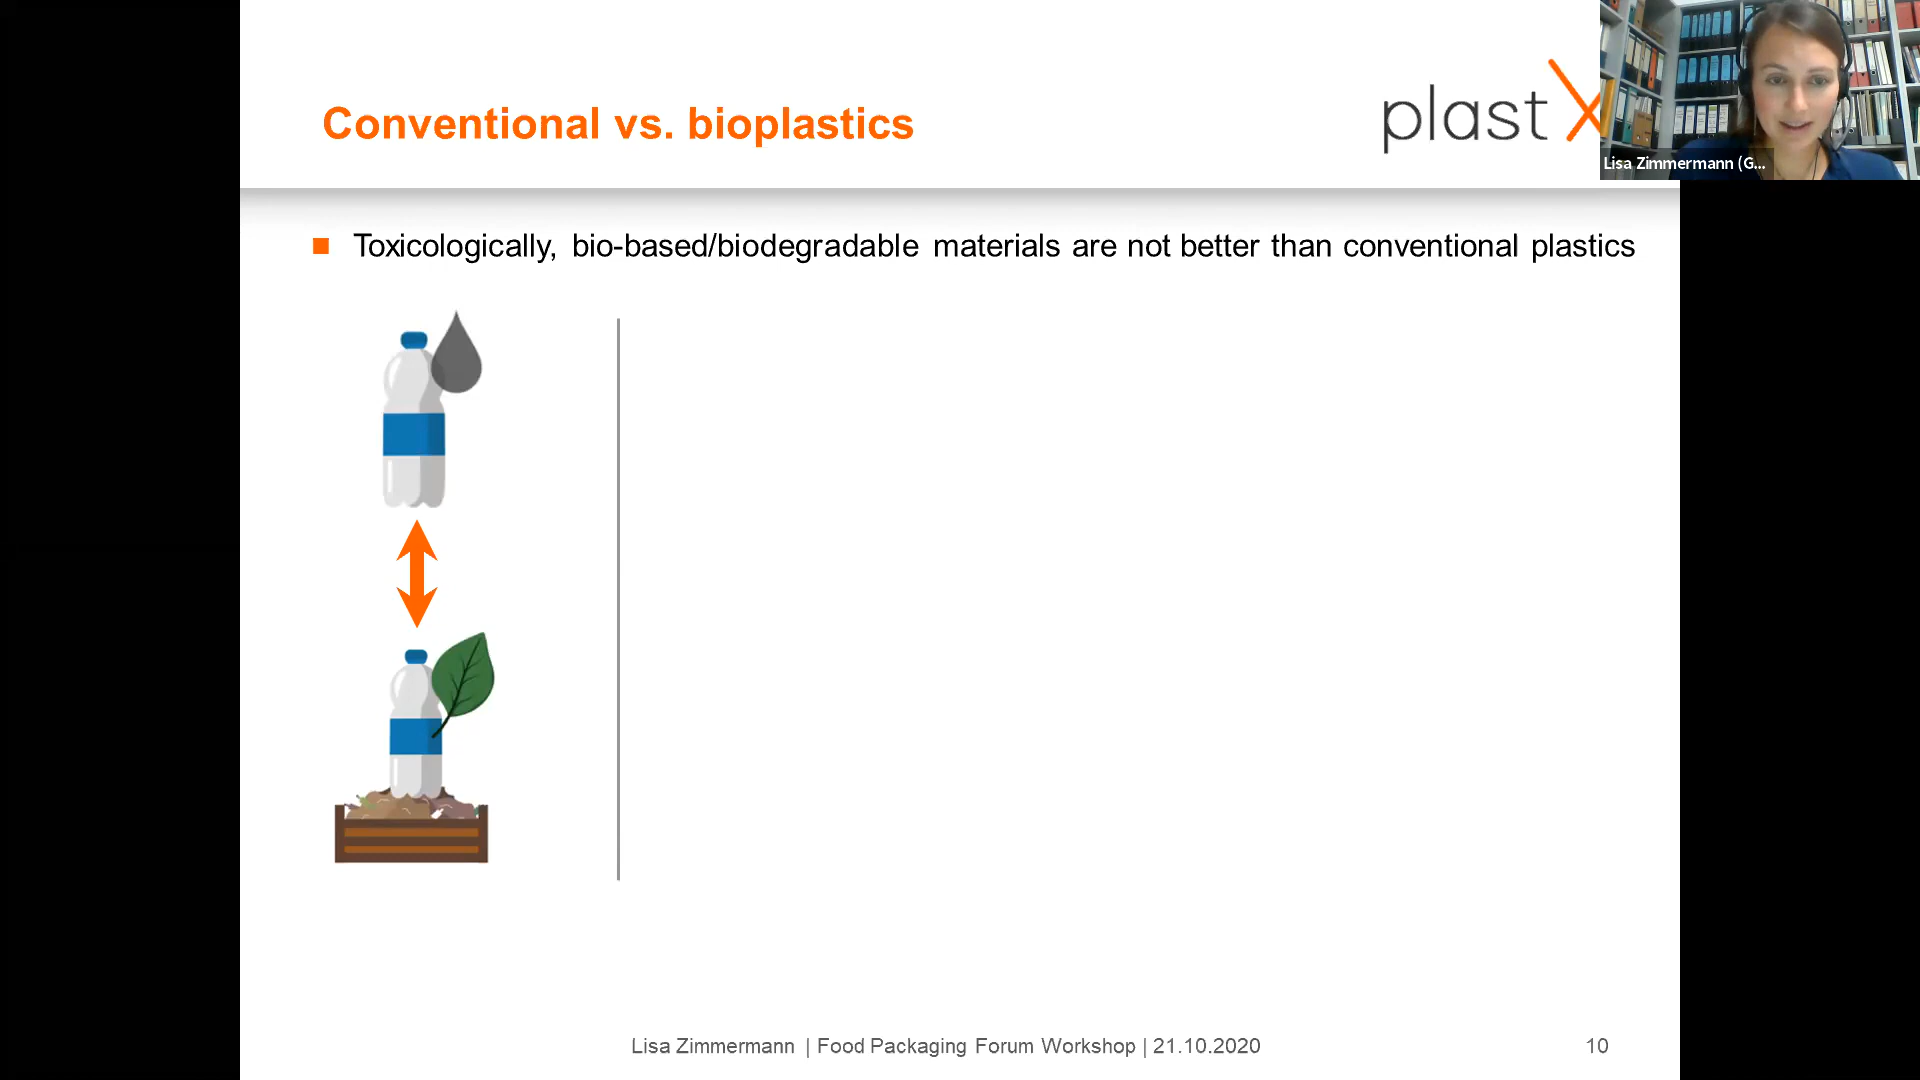 Conventional vs. bioplastics
plastX
Lisa Zimmermann (G...
Toxicologically, bio-based/biodegradable materials are not better than conventional plastics
Lisa Zimmermann | Food Packaging Forum Workshop | 21.10.2020
10